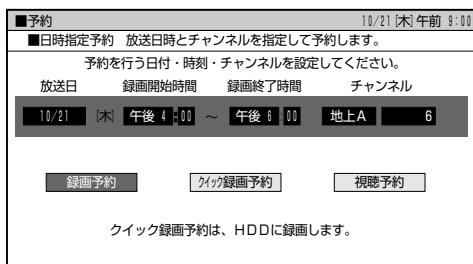 ■予約 10/21[木]午前 9:00
■日時指定予約 放送日時とチャンネルを指定して予約します。
予約を行う日付・時刻・チャンネルを設定してください。
放送日 録画開始時間 録画終了時間 チャンネル
10/21 [木] 午後 4:00 ～ 午後 6:00 地上A 6
録画予約 クイック録画予約 視聴予約
クイック録画予約は、HDDに録画します。